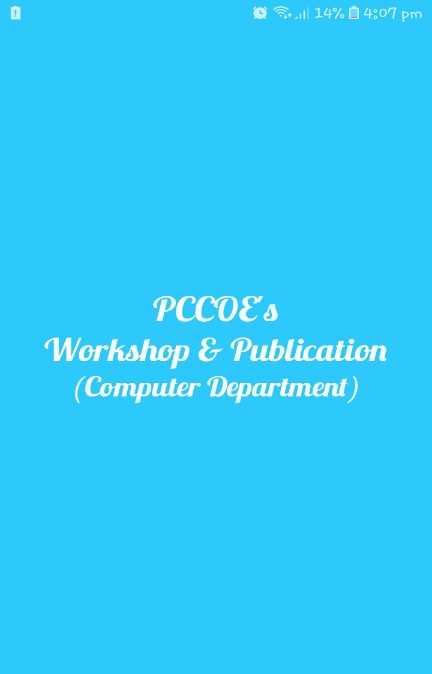 14% 4:07 pm
PCCOE's
Workshop & Publication
(Computer Department)